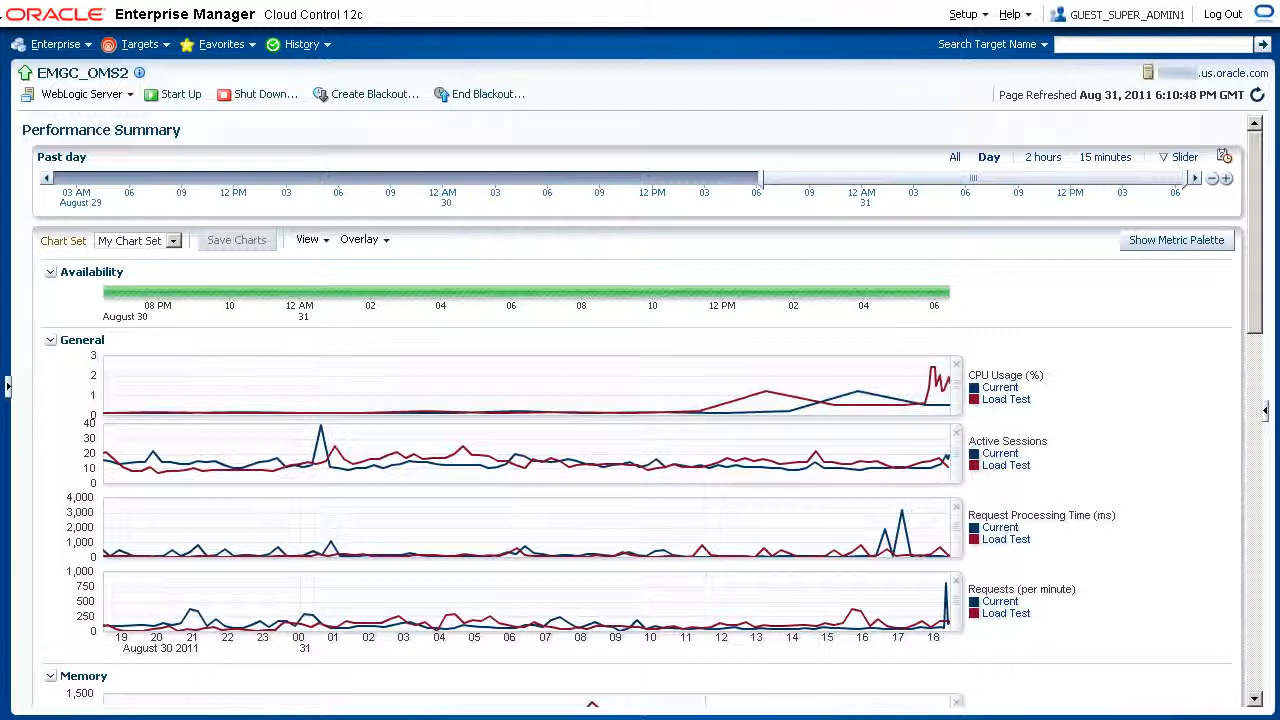 ORACLE Enterprise Manager Cloud Control 12c
Setup Help GUEST_SUPER_ADMIN1 Log Out
Enterprise Targets Favorites History Search Target Name
EMGC_OMS2 .us.oracle.com
WebLogic Server Start Up Shut Down... Create Blackout... End Blackout... Page Refreshed Aug 31, 2011 6:10:48 PM GMT
Performance Summary
Past day All Day 2 hours 15 minutes Slider
03 AM 06 09 12 PM 03 06 09 12 AM 03 06 09 12 PM 03 06 09 12 AM 03 06 09 12 PM 03 06
August 29 30 31
Chart Set My Chart Set Save Charts View Overlay Show Metric Palette
Availability
08 PM 10 12 AM 02 04 06 08 10 12 PM 02 04 06
August 30 31
General
3
2
1
0
CPU Usage (%)
Current
Load Test
40
30
20
10
0
Active Sessions
Current
Load Test
4,000
3,000
2,000
1,000
0
Request Processing Time (ms)
Current
Load Test
1,000
750
500
250
0
Requests (per minute)
Current
Load Test
19 20 21 22 23 00 01 02 03 04 05 06 07 08 09 10 11 12 13 14 15 16 17 18
August 30 2011 31
Memory
1,500